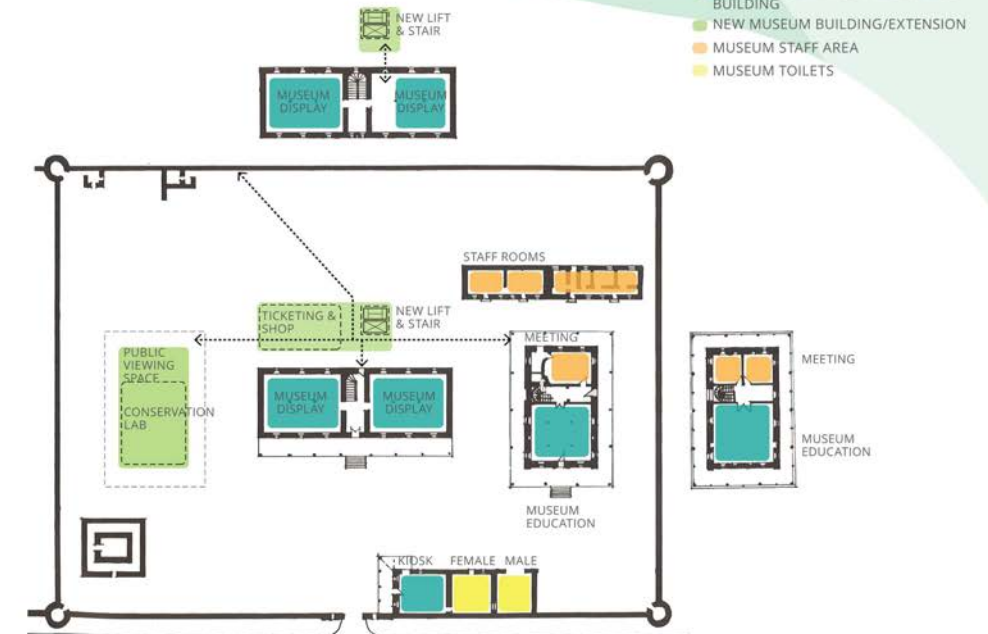 BUILDING
NEW MUSEUM BUILDING/EXTENSION
MUSEUM STAFF AREA
MUSEUM TOILETS
NEW LIFT
& STAIR
MUSEUM
DISPLAY
MUSEUM
DISPLAY
STAFF ROOMS
TICKETING &
SHOP
NEW LIFT
& STAIR
PUBLIC
VIEWING
SPACE
CONSERVATION
LAB
MUSEUM
DISPLAY
MUSEUM
DISPLAY
MEETING
MUSEUM
EDUCATION
MEETING
MUSEUM
EDUCATION
KIOSK
FEMALE
MALE